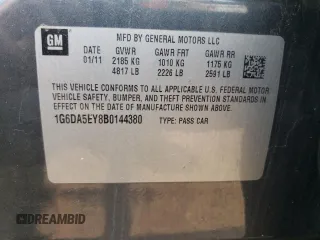 GM
MFD BY GENERAL MOTORS LLC
DATE GVWR GAWR FRT GAWR RR
01/11 2185 KG 1010 KG 1175 KG
4817 LB 2226 LB 2591 LB
THIS VEHICLE CONFORMS TO ALL APPLICABLE U.S. FEDERAL MOTOR
VEHICLE SAFETY, BUMPER, AND THEFT PREVENTION STANDARDS
IN EFFECT ON THE DATE OF MANUFACTURE SHOWN ABOVE.
1G6DA5EY8B0144380 TYPE: PASS CAR
DREAMBID